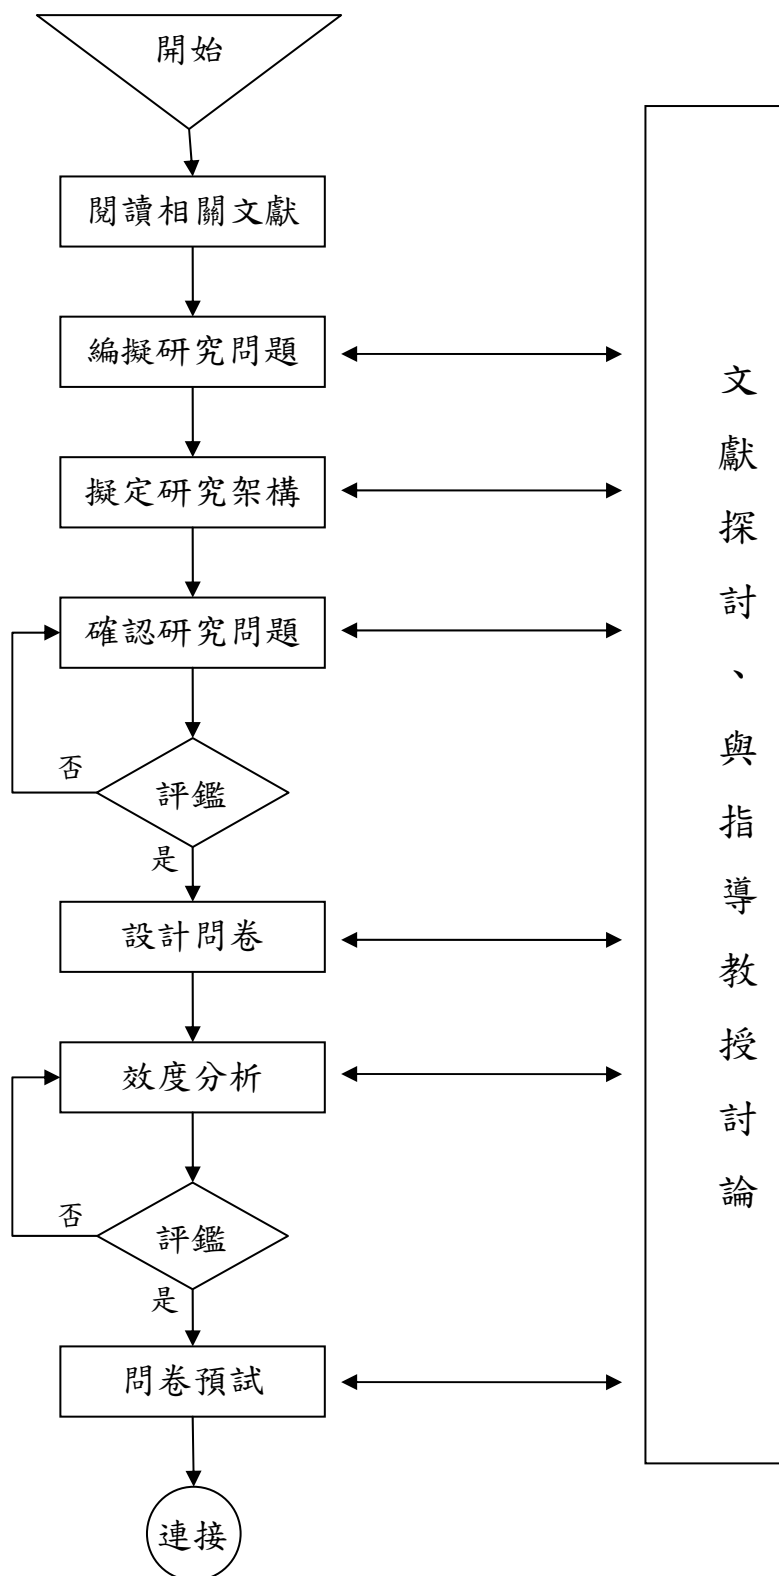 開始
閱讀相關文獻
編擬研究問題
擬定研究架構
確認研究問題
否
評鑑
是
設計問卷
效度分析
否
評鑑
是
問卷預試
連接
文獻探討、與指導教授討論